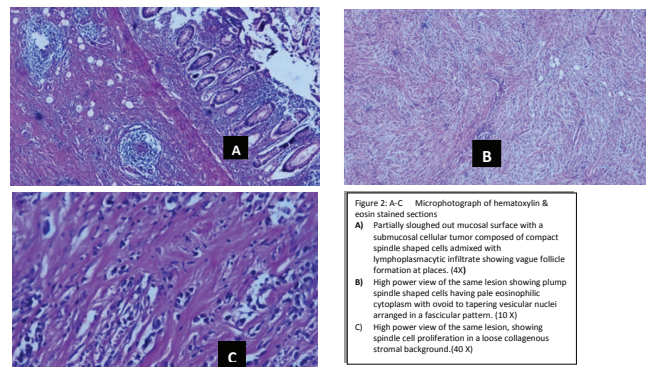 A
B
C
Figure 2: A-C Microphotograph of hematoxylin &
eosin stained sections
A) Partially sloughed out mucosal surface with a
submucosal cellular tumor composed of compact
spindle shaped cells admixed with
lymphoplasmacytic infiltrate showing vague follicle
formation at places. (4X)
B) High power view of the same lesion showing plump
spindle shaped cells having pale eosinophilic
cytoplasm with ovoid to tapering vesicular nuclei
arranged in a fascicular pattern. (10 X)
C) High power view of the same lesion, showing
spindle cell proliferation in a loose collagenous
stromal background.(40 X)